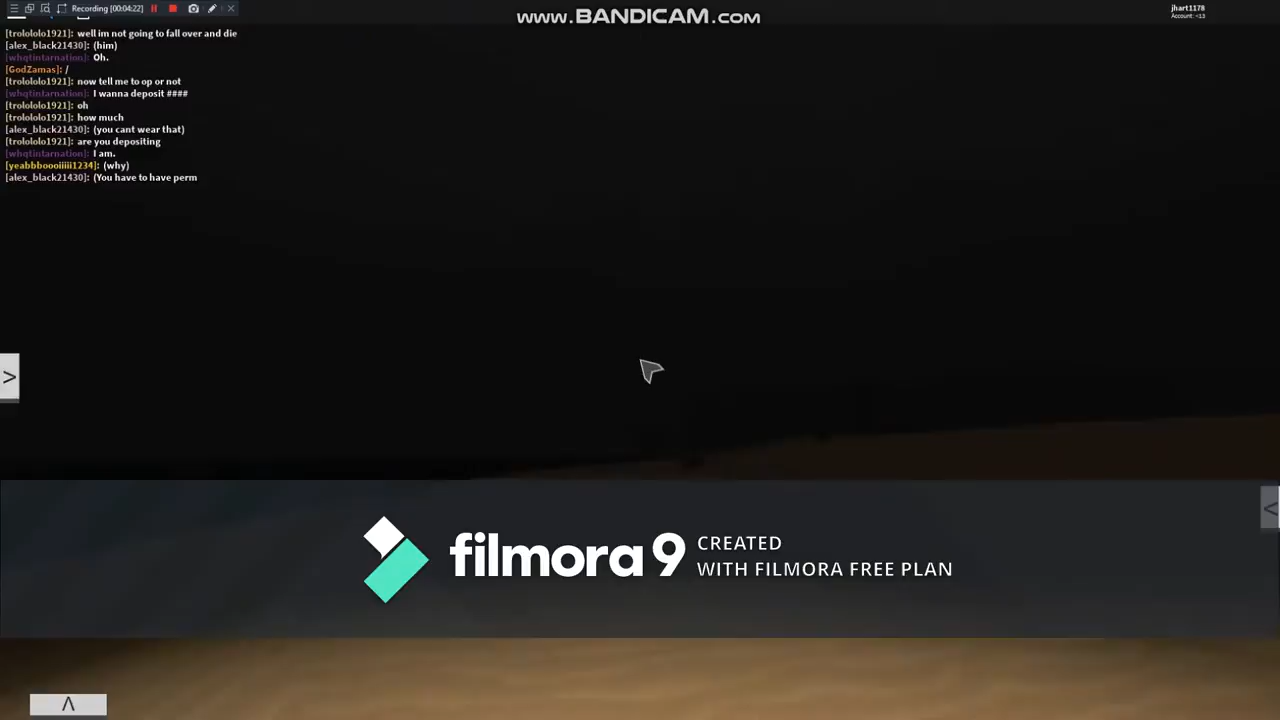 Recording [00:04:22]
www.BANDICAM.com
jhart1178
Account: <13
[trolololo1921]: well im not going to fall over and die
[alex_black21430]: (him)
[whqtintarnation]: Oh.
[GodZamas]: /
[trolololo1921]: now tell me to op or not
[whqtintarnation]: I wanna deposit ####
[trolololo1921]: oh
[trolololo1921]: how much
[alex_black21430]: (you cant wear that)
[trolololo1921]: are you depositing
[whqtintarnation]: I am.
[yeabbboooiiiii1234]: (why)
[alex_black21430]: (You have to have perm
>
<
filmora 9
CREATED
WITH FILMORA FREE PLAN